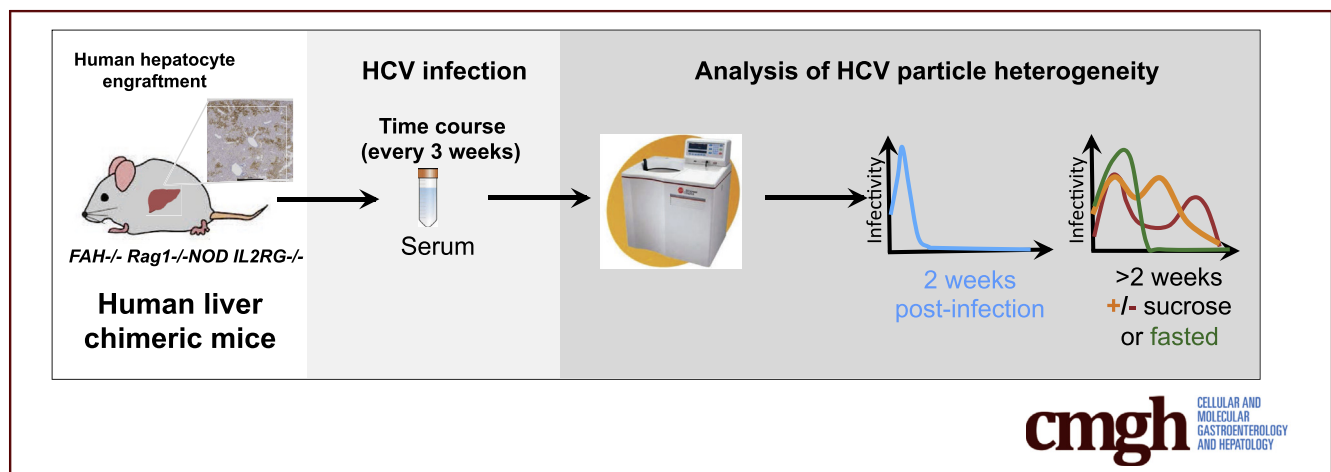 Human hepatocyte
engraftment
FAH-/- Rag1-/-NOD IL2RG-/-
Human liver
chimeric mice
HCV infection
Time course
(every 3 weeks)
Serum
Analysis of HCV particle heterogeneity
Infectivity
2 weeks
post-infection
Infectivity
>2 weeks
+/- sucrose
or fasted
cmgh
CELLULAR AND
MOLECULAR
GASTROENTEROLOGY
AND HEPATOLOGY